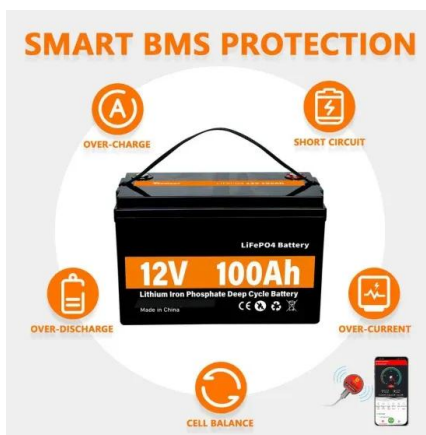 SMART BMS PROTECTION
A
OVER-CHARGE
SHORT CIRCUIT
LiFePO4 Battery
12V 100Ah
Lithium Iron Phosphate Deep Cycle Battery
Made in China
CE
OVER-DISCHARGE
OVER-CURRENT
CELL BALANCE